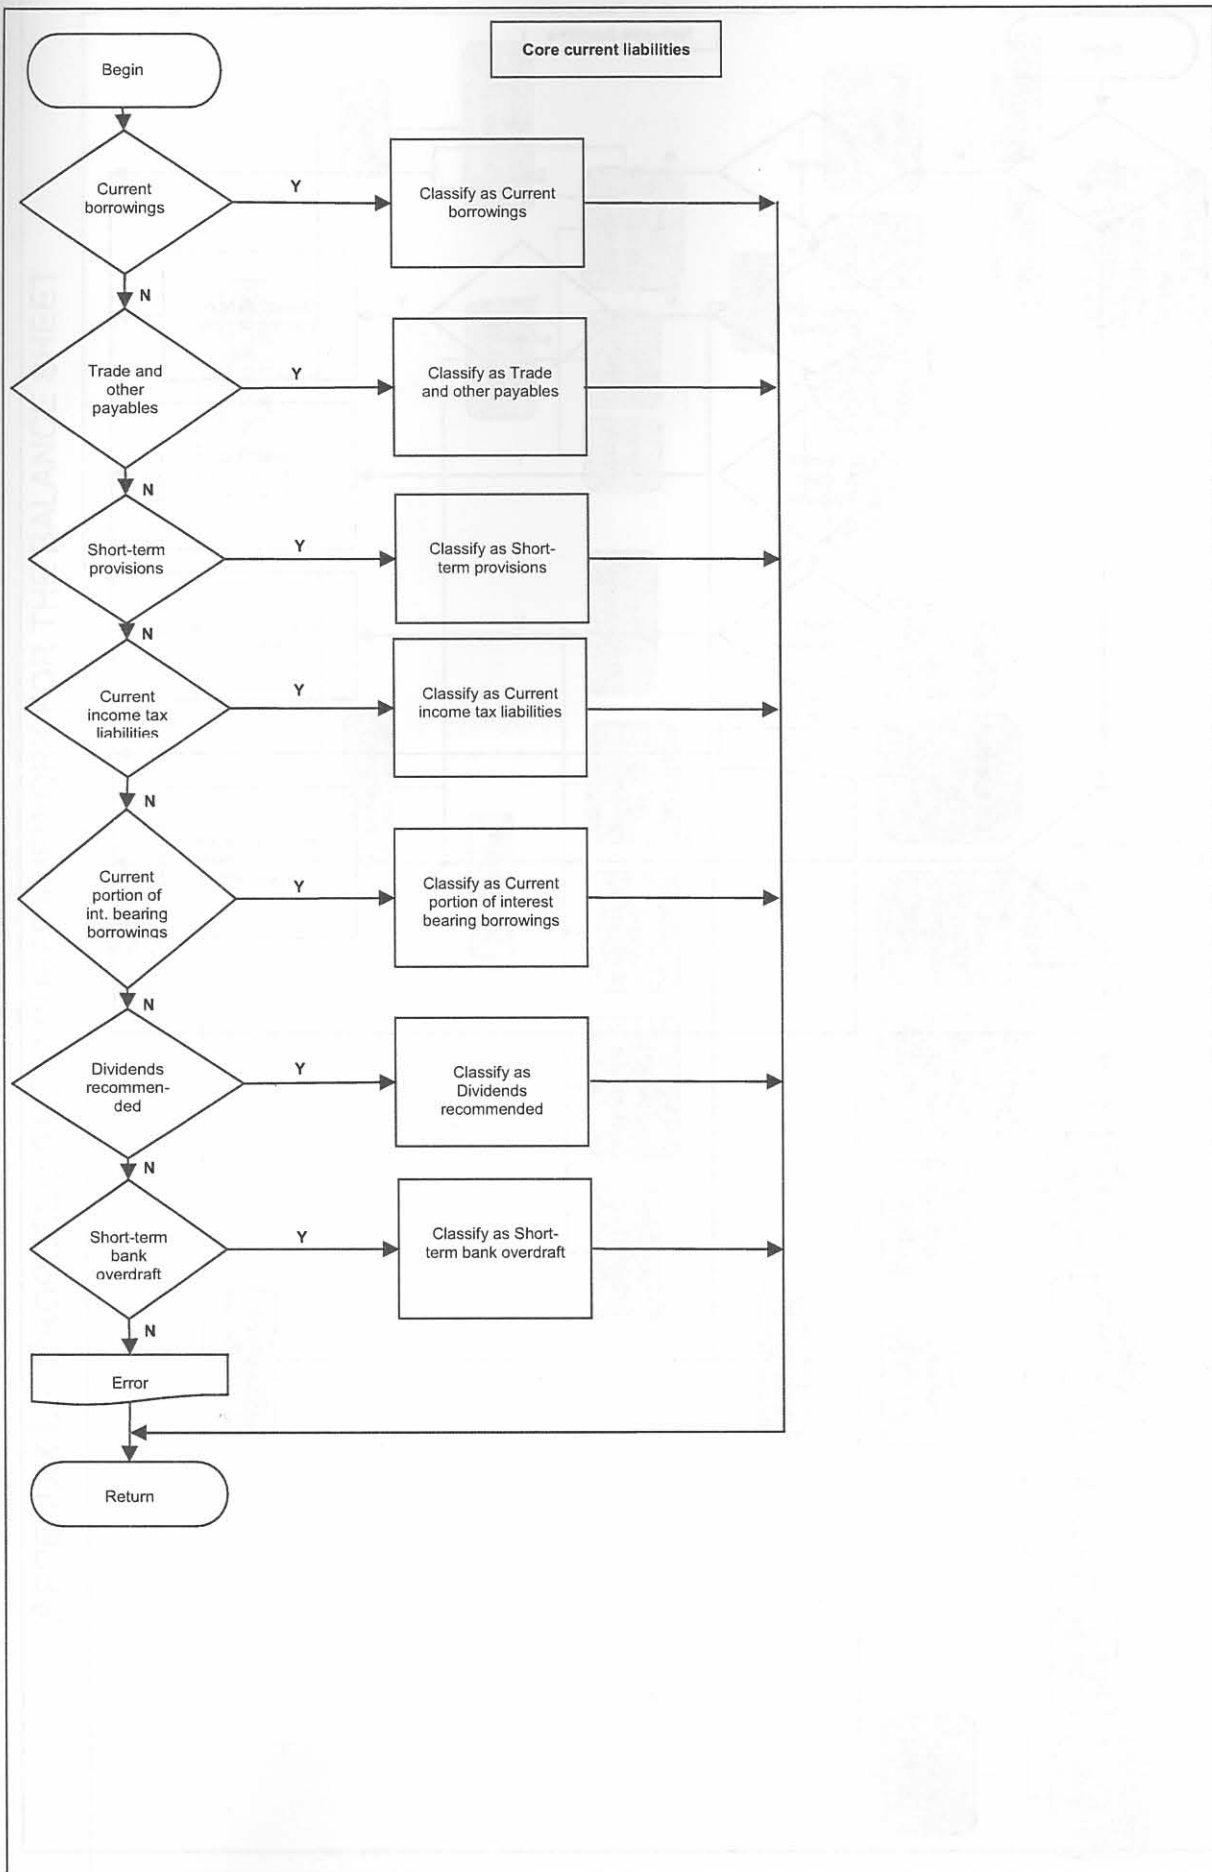 Core current liabilities
Begin
Current
borrowings
Y
Classify as Current
borrowings
N
Trade and
other
payables
Y
Classify as Trade
and other payables
N
Short-term
provisions
Y
Classify as Short-
term provisions
N
Current
income tax
liabilities
Y
Classify as Current
income tax liabilities
N
Current
portion of
int. bearing
borrowings
Y
Classify as Current
portion of interest
bearing borrowings
N
Dividends
recommen-
ded
Y
Classify as
Dividends
recommended
N
Short-term
bank
overdraft
Y
Classify as Short-
term bank overdraft
N
Error
Return